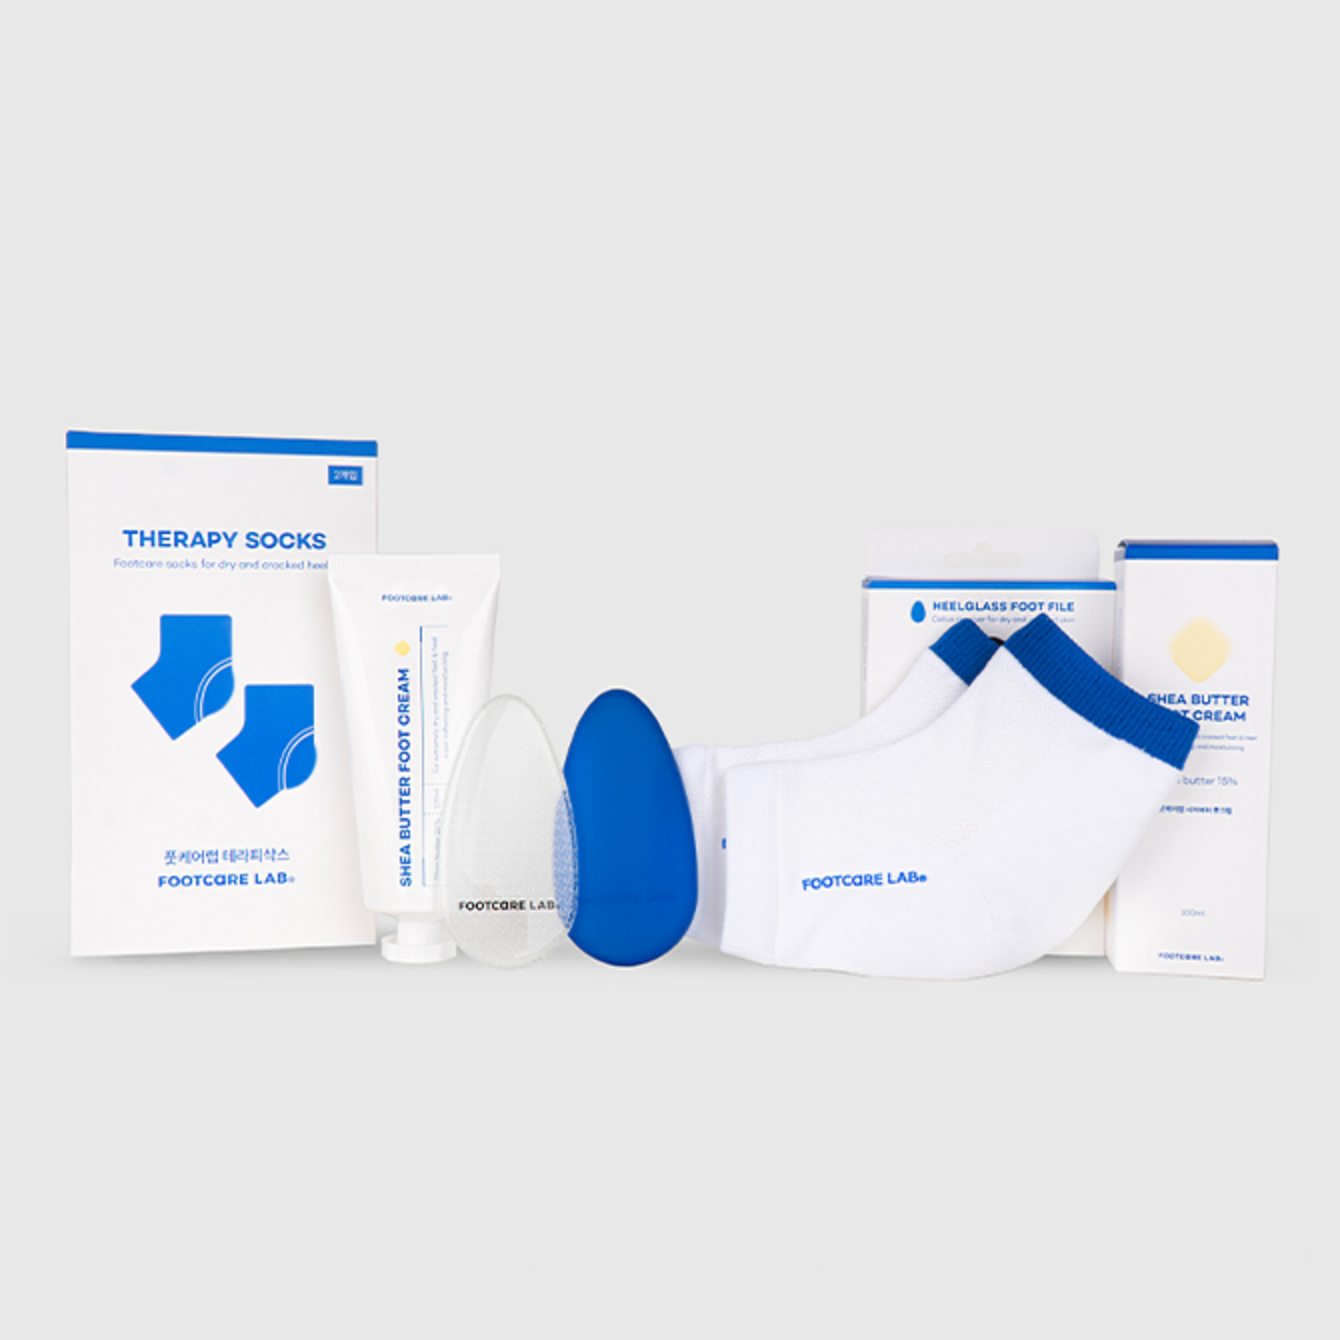 2개입
THERAPY SOCKS
Footcare socks for dry and cracked heel
풋케어랩 테라피삭스
FOOTCARE LAB®
FOOTCARE LAB®
SHEA BUTTER FOOT CREAM
FOOTCARE LAB
HEELGLASS FOOT FILE
FOOTCARE LAB®
SHEA BUTTER
CREAM
butter 15%
FOOTCARE LAB®